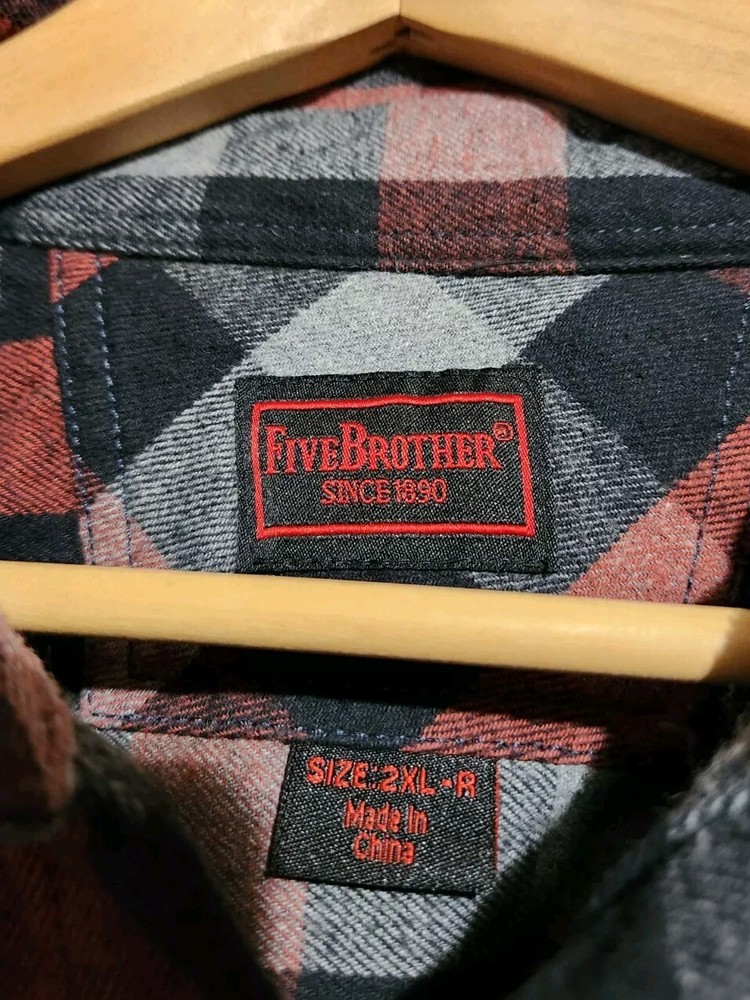 FIVEBROTHER®
SINCE 1890
SIZE:2XL-R
Made In
China